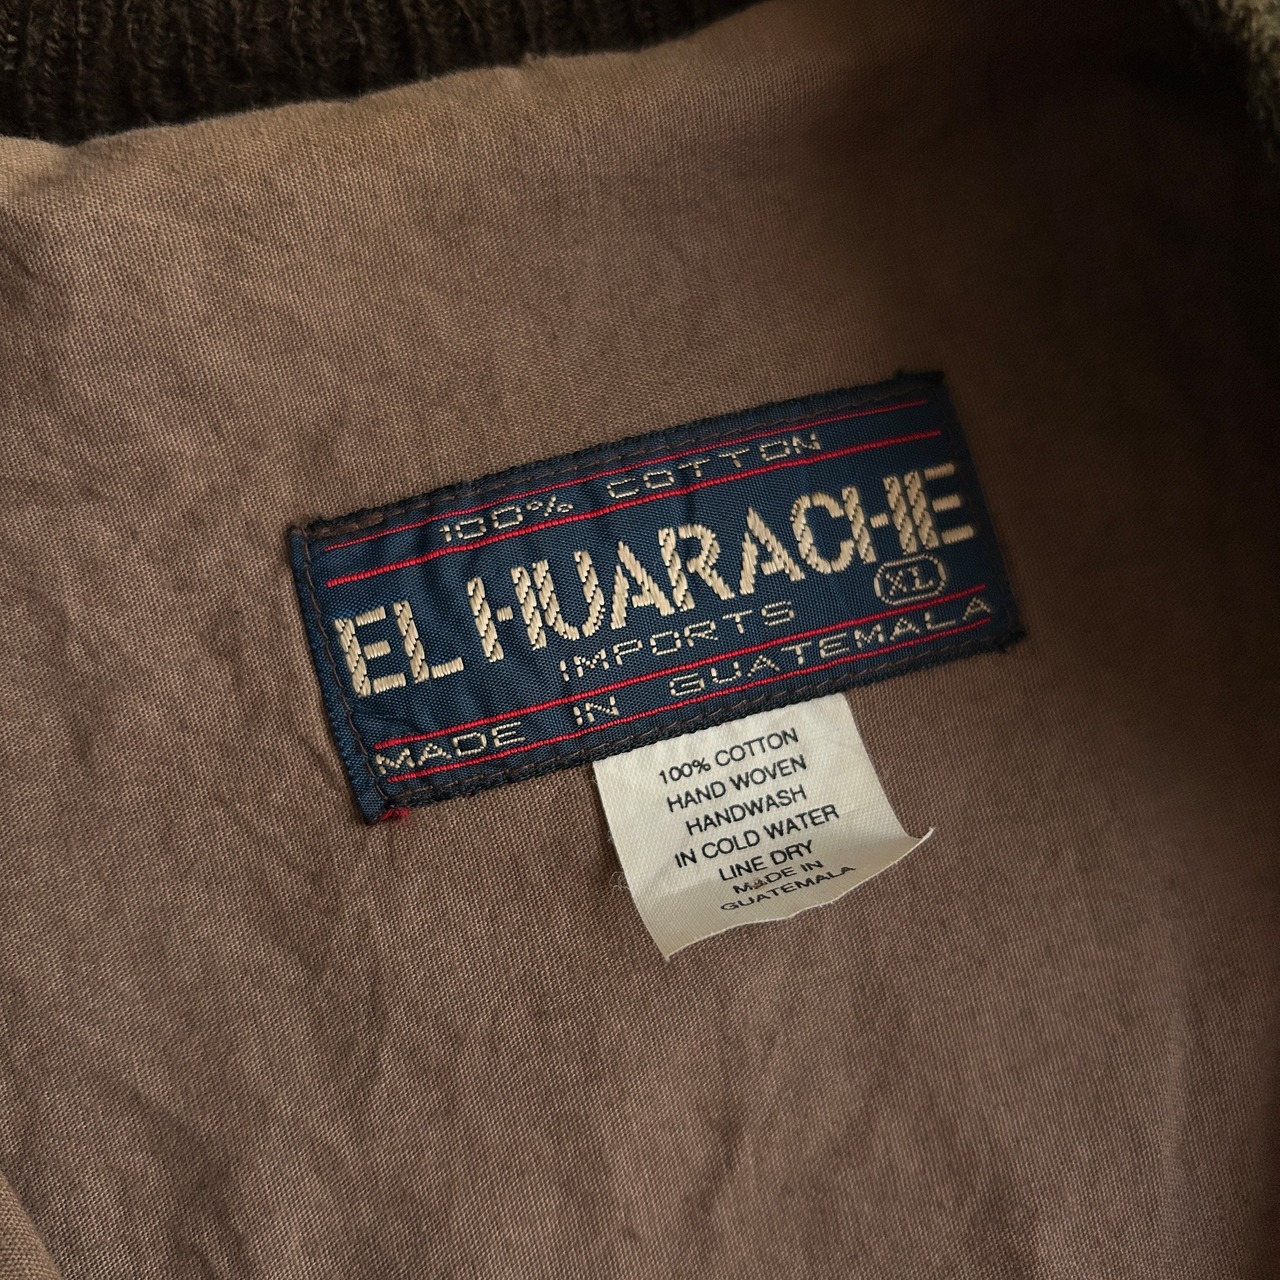 100% COTTON
EL HUARACHE
XL
IMPORTS
MADE IN GUATEMALA
100% COTTON
HAND WOVEN
HANDWASH
IN COLD WATER
LINE DRY
MADE IN
GUATEMALA